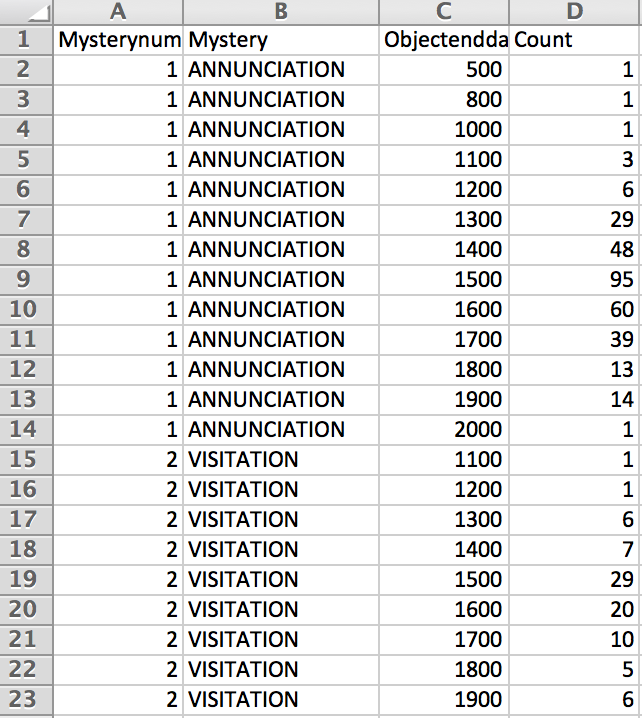 A B C D
1 Mysterynum Mystery Objectendda Count
2 1 ANNUNCIATION 500 1
3 1 ANNUNCIATION 800 1
4 1 ANNUNCIATION 1000 1
5 1 ANNUNCIATION 1100 3
6 1 ANNUNCIATION 1200 6
7 1 ANNUNCIATION 1300 29
8 1 ANNUNCIATION 1400 48
9 1 ANNUNCIATION 1500 95
10 1 ANNUNCIATION 1600 60
11 1 ANNUNCIATION 1700 39
12 1 ANNUNCIATION 1800 13
13 1 ANNUNCIATION 1900 14
14 1 ANNUNCIATION 2000 1
15 2 VISITATION 1100 1
16 2 VISITATION 1200 1
17 2 VISITATION 1300 6
18 2 VISITATION 1400 7
19 2 VISITATION 1500 29
20 2 VISITATION 1600 20
21 2 VISITATION 1700 10
22 2 VISITATION 1800 5
23 2 VISITATION 1900 6